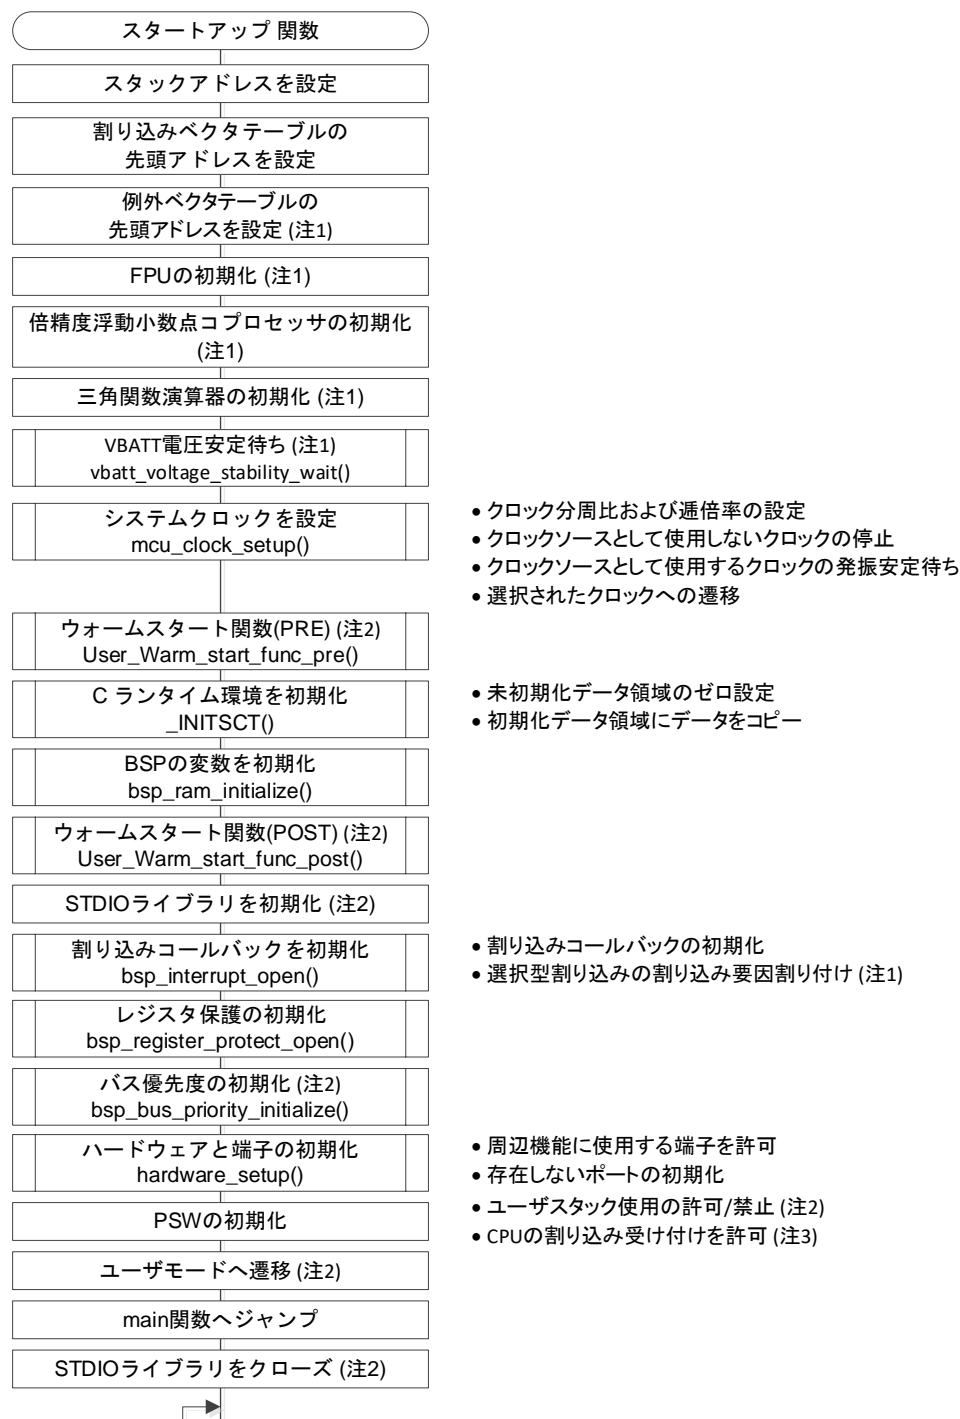 スタートアップ 関数
スタックアドレスを設定
割り込みベクタテーブルの
先頭アドレスを設定
例外ベクタテーブルの
先頭アドレスを設定 (注1)
FPUの初期化 (注1)
倍精度浮動小数点コプロセッサの初期化
(注1)
三角関数演算器の初期化 (注1)
VBATT電圧安定待ち (注1)
vbatt_voltage_stability_wait()
システムクロックを設定
mcu_clock_setup()
• クロック分周比および逓倍率の設定
• クロックソースとして使用しないクロックの停止
• クロックソースとして使用するクロックの発振安定待ち
• 選択されたクロックへの遷移
ウォームスタート関数(PRE) (注2)
User_Warm_start_func_pre()
C ランタイム環境を初期化
_INITSCT()
• 未初期化データ領域のゼロ設定
• 初期化データ領域にデータをコピー
BSPの変数を初期化
bsp_ram_initialize()
ウォームスタート関数(POST) (注2)
User_Warm_start_func_post()
STDIOライブラリを初期化 (注2)
割り込みコールバックを初期化
bsp_interrupt_open()
• 割り込みコールバックの初期化
• 選択型割り込みの割り込み要因割り付け (注1)
レジスタ保護の初期化
bsp_register_protect_open()
バス優先度の初期化 (注2)
bsp_bus_priority_initialize()
ハードウェアと端子の初期化
hardware_setup()
• 周辺機能に使用する端子を許可
• 存在しないポートの初期化
PSWの初期化
• ユーザスタック使用の許可/禁止 (注2)
• CPUの割り込み受け付けを許可 (注3)
ユーザモードへ遷移 (注2)
main関数へジャンプ
STDIOライブラリをクローズ (注2)